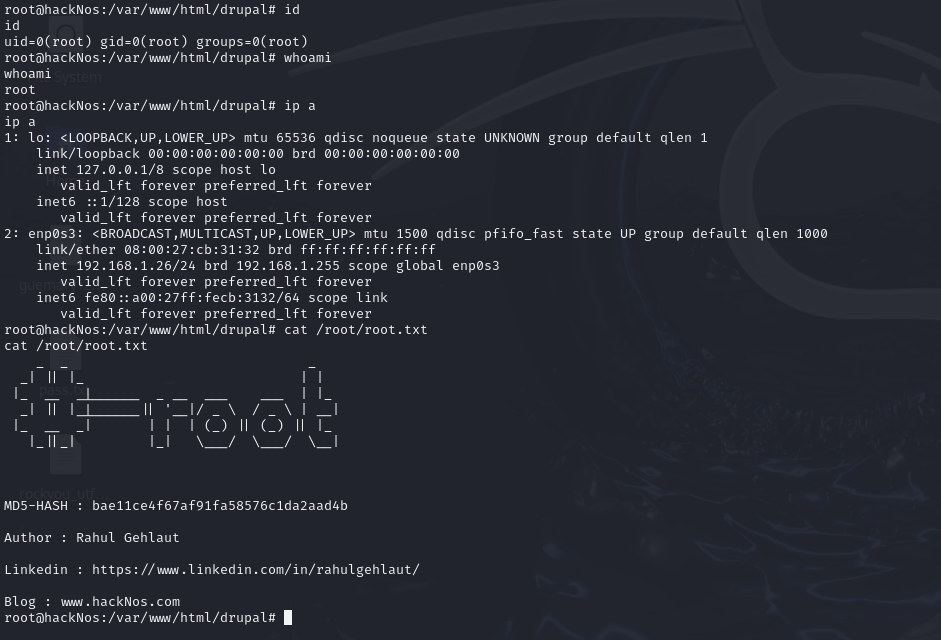 root@hackNos:/var/www/html/drupal# id
id
uid=0(root) gid=0(root) groups=0(root)
root@hackNos:/var/www/html/drupal# whoami
whoami
root
root@hackNos:/var/www/html/drupal# ip a
ip a
1: lo: <LOOPBACK,UP,LOWER_UP> mtu 65536 qdisc noqueue state UNKNOWN group default qlen 1
    link/loopback 00:00:00:00:00:00 brd 00:00:00:00:00:00
    inet 127.0.0.1/8 scope host lo
       valid_lft forever preferred_lft forever
    inet6 ::1/128 scope host
       valid_lft forever preferred_lft forever
2: enp0s3: <BROADCAST,MULTICAST,UP,LOWER_UP> mtu 1500 qdisc pfifo_fast state UP group default qlen 1000
    link/ether 08:00:27:cb:31:32 brd ff:ff:ff:ff:ff:ff
    inet 192.168.1.26/24 brd 192.168.1.255 scope global enp0s3
       valid_lft forever preferred_lft forever
    inet6 fe80::a00:27ff:fecb:3132/64 scope link
       valid_lft forever preferred_lft forever
root@hackNos:/var/www/html/drupal# cat /root/root.txt
cat /root/root.txt
#root
MD5-HASH : bae11ce4f67af91fa58576c1da2aad4b
Author : Rahul Gehlaut
Linkedin : https://www.linkedin.com/in/rahulgehlaut/
Blog : www.hackNos.com
root@hackNos:/var/www/html/drupal#